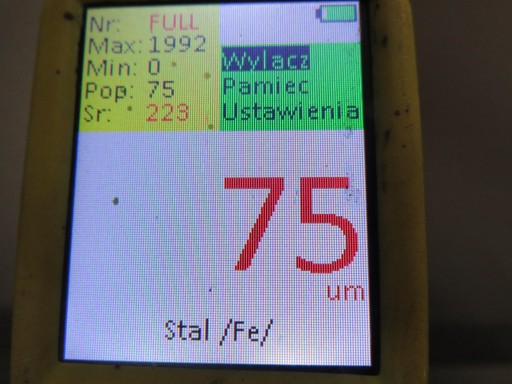 Nr: FULL
Max: 1992
Min: 0
Pop: 75
Sr: 223
Wylacz
Pamiec
Ustawienia
75
um
Stal /Fe/